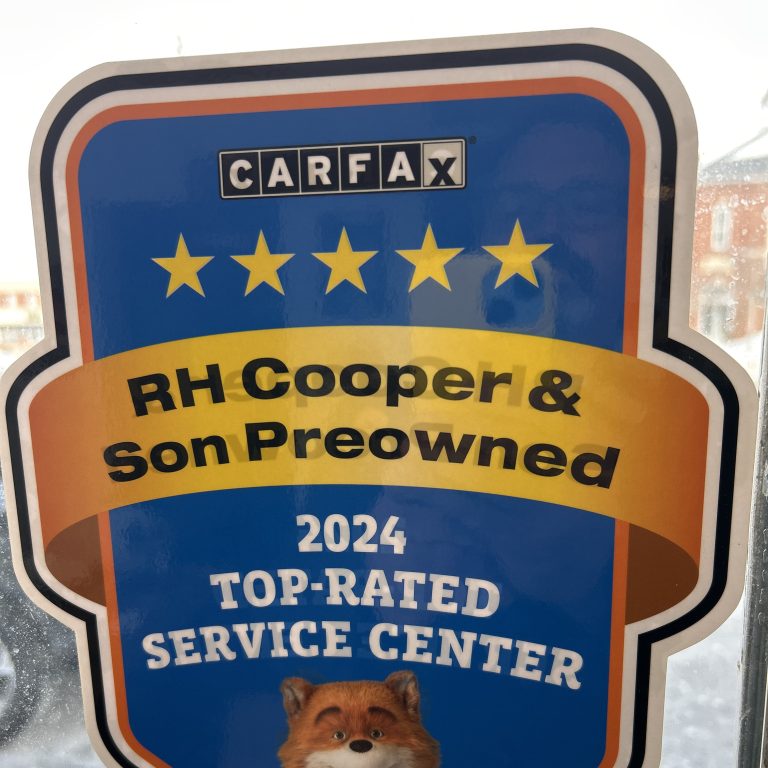 CARFAX
RH Cooper &
Son Preowned
2024
TOP-RATED
SERVICE CENTER